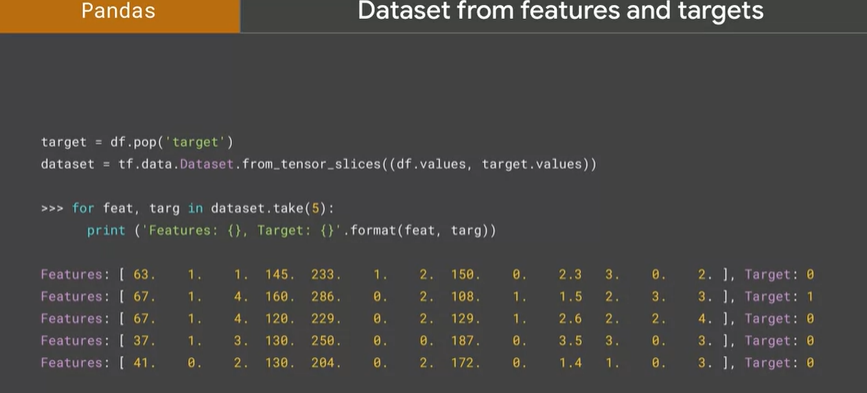 Pandas
Dataset from features and targets
target = df.pop('target')
dataset = tf.data.Dataset.from_tensor_slices((df.values, target.values))
>>> for feat, targ in dataset.take(5):
print ('Features: {}, Target: {}'.format(feat, targ))
Features: [ 63. 1. 1. 145. 233. 1. 2. 150. 0. 2.3 3. 0. 2. ], Target: 0
Features: [ 67. 1. 4. 160. 286. 0. 2. 108. 1. 1.5 2. 3. 3. ], Target: 1
Features: [ 67. 1. 4. 120. 229. 0. 2. 129. 1. 2.6 2. 2. 4. ], Target: 0
Features: [ 37. 1. 3. 130. 250. 0. 0. 187. 0. 3.5 3. 0. 3. ], Target: 0
Features: [ 41. 0. 2. 130. 204. 0. 2. 172. 0. 1.4 1. 0. 3. ], Target: 0